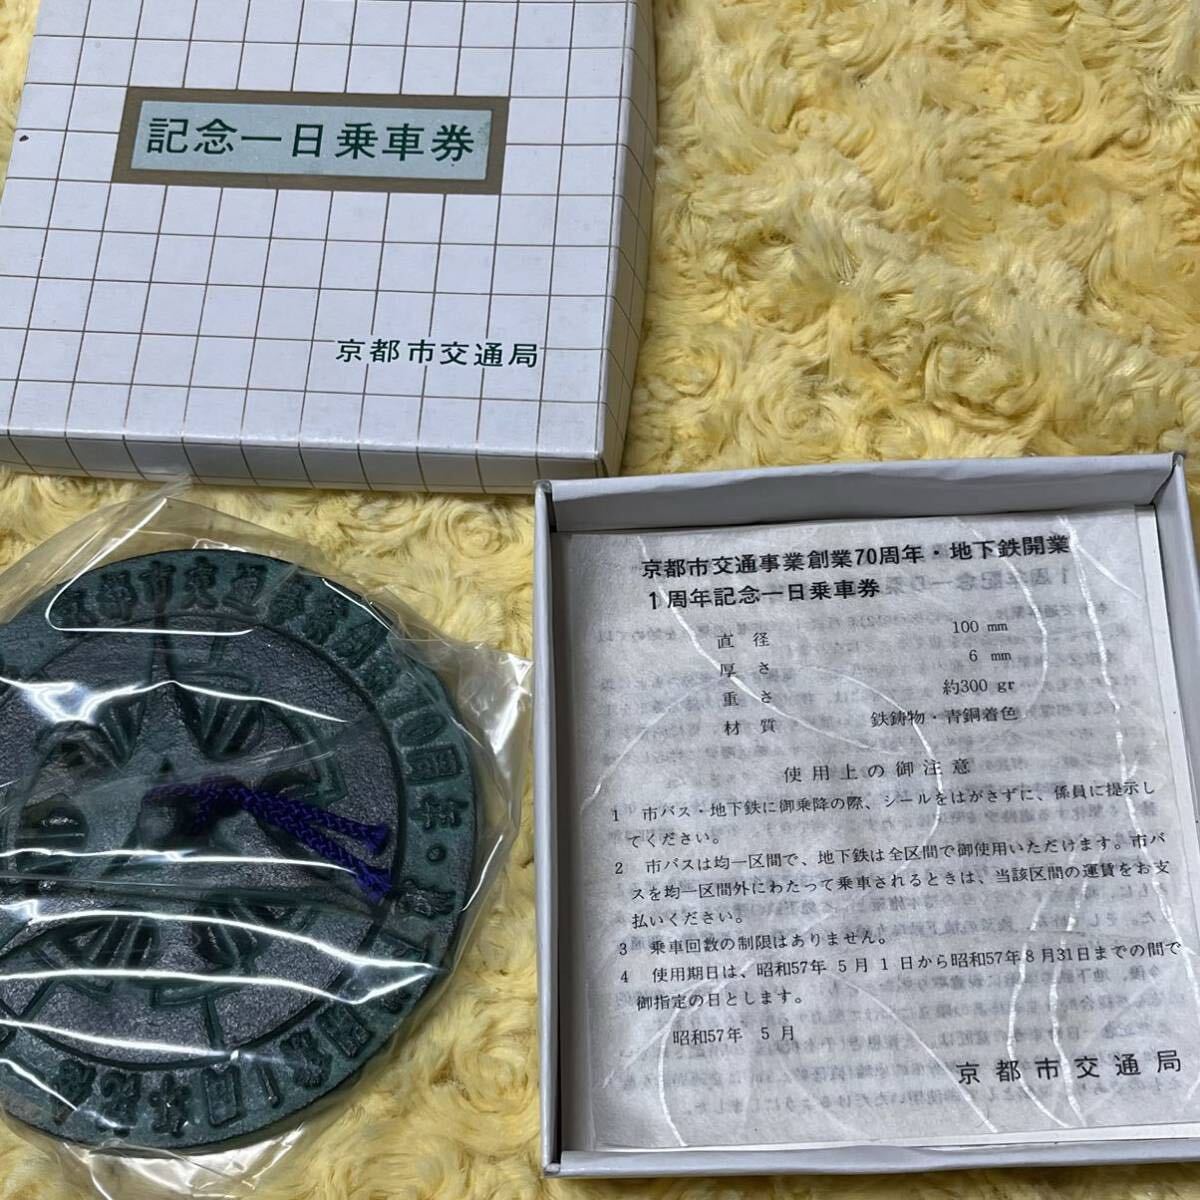 記念一日乗車券
京都市交通局
京都市交通事業創業70周年・地下鉄開業
1周年記念一日乗車券
直径 100 mm
厚さ 6 mm
重さ 約300 gr
材質 鉄鋳物・青銅着色
使用上の御注意
1 市バス・地下鉄に御乗降の際、シールをはがさずに、係員に提示し
てください。
2 市バスは均一区間で、地下鉄は全区間で御使用いただけます。市バ
スを均一区間外にわたって乗車されるときは、当該区間の運賃をお支
払いください。
3 乗車回数の制限はありません。
4 使用期日は、昭和57年5月1日から昭和57年8月31日までの間で
御指定の日とします。
昭和57年5月
京都市交通局